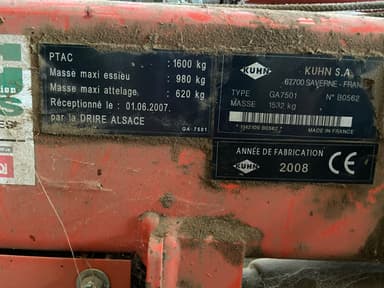 PTAC : 1600 kg
Masse maxi essieu : 980 kg
Masse maxi attelage : 620 kg
Réceptionné le : 01.06.2007.
par la DRIRE ALSACE
GA-7501
KUHN
KUHN S.A.
67700 SAVERNE - FRAN
TYPE GA7501 N° B0562
MASSE 1532 kg
MADE IN FRANCE
KUHN
ANNÉE DE FABRICATION
2008 CE